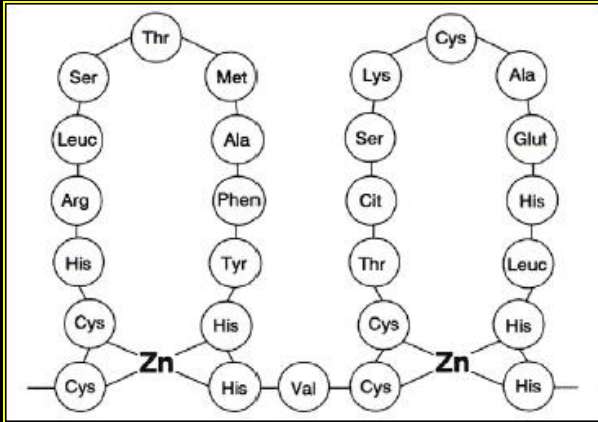 Thr Cys
Ser Met Lys Ala
Leuc Ala Ser Glut
Arg Phen Cit His
His Tyr Thr Leuc
Cys His Cys His
Zn Zn
Cys His Val Cys His